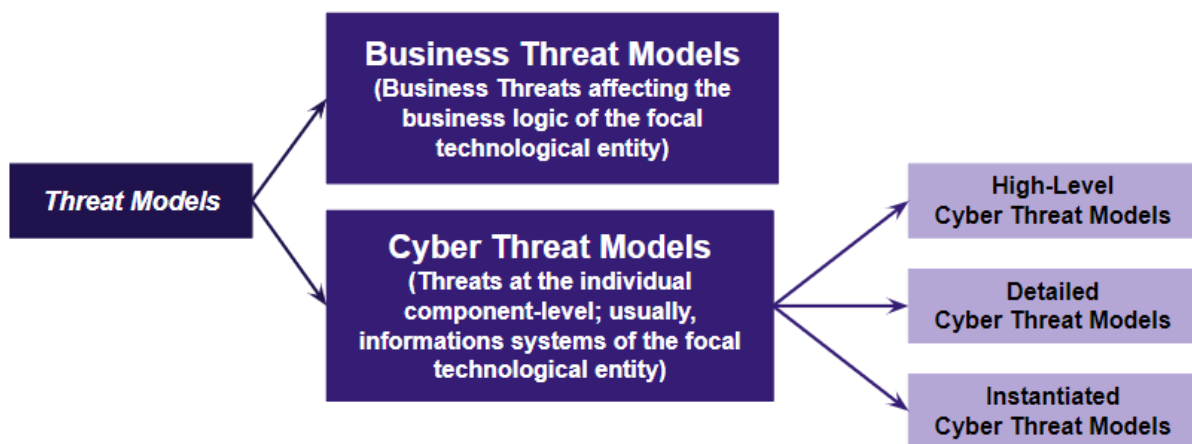 Threat Models
Business Threat Models
(Business Threats affecting the
business logic of the focal
technological entity)
Cyber Threat Models
(Threats at the individual
component-level; usually,
informations systems of the focal
technological entity)
High-Level
Cyber Threat Models
Detailed
Cyber Threat Models
Instantiated
Cyber Threat Models